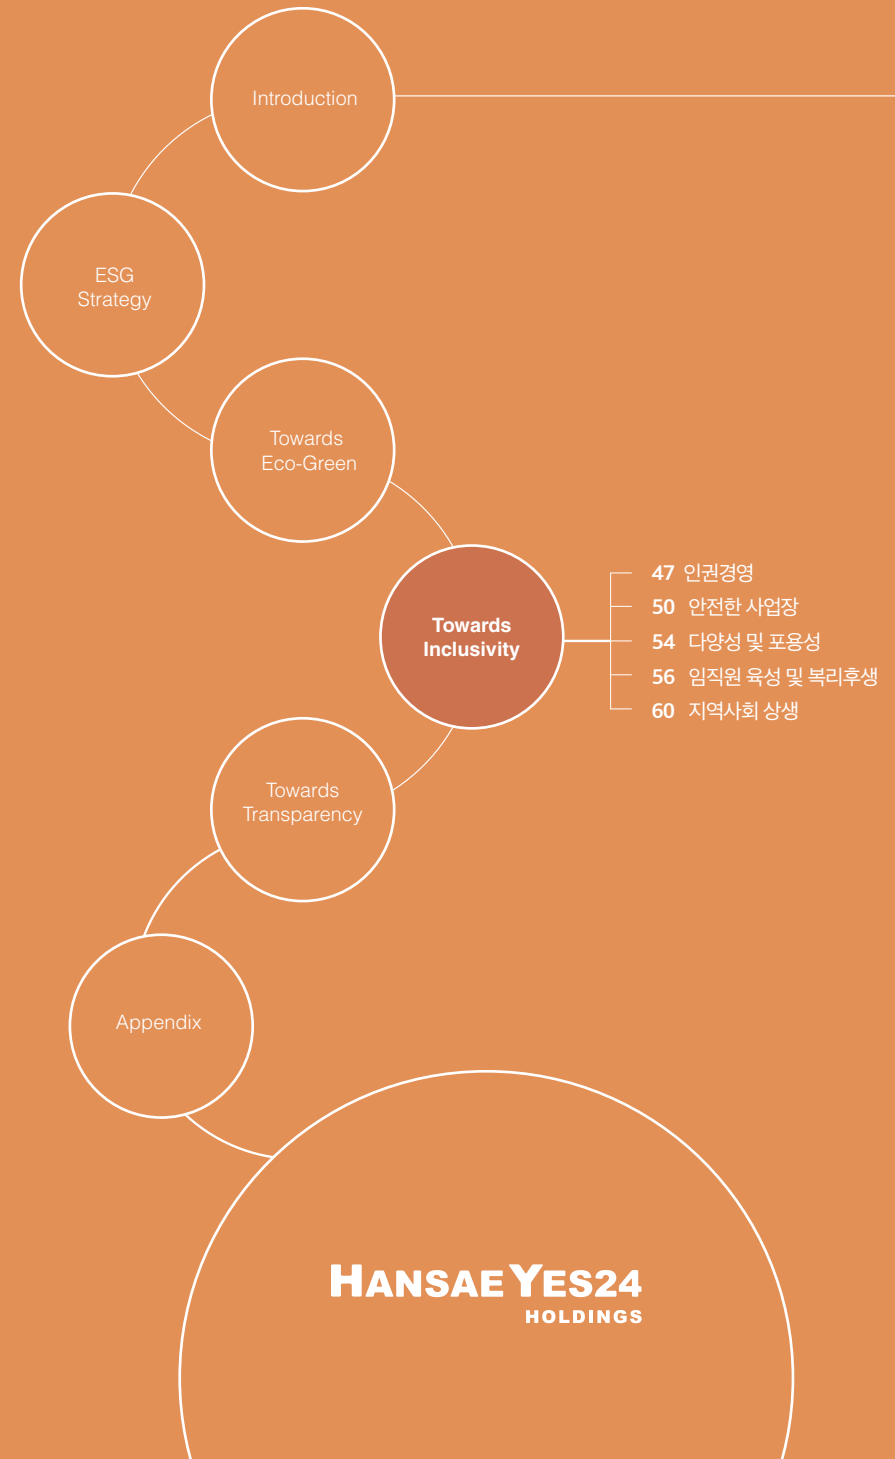 Introduction
ESG
Strategy
Towards
Eco-Green
Towards
Inclusivity
47 인권경영
50 안전한 사업장
54 다양성 및 포용성
56 임직원 육성 및 복리후생
60 지역사회 상생
Towards
Transparency
Appendix
HANSAE YES24
HOLDINGS